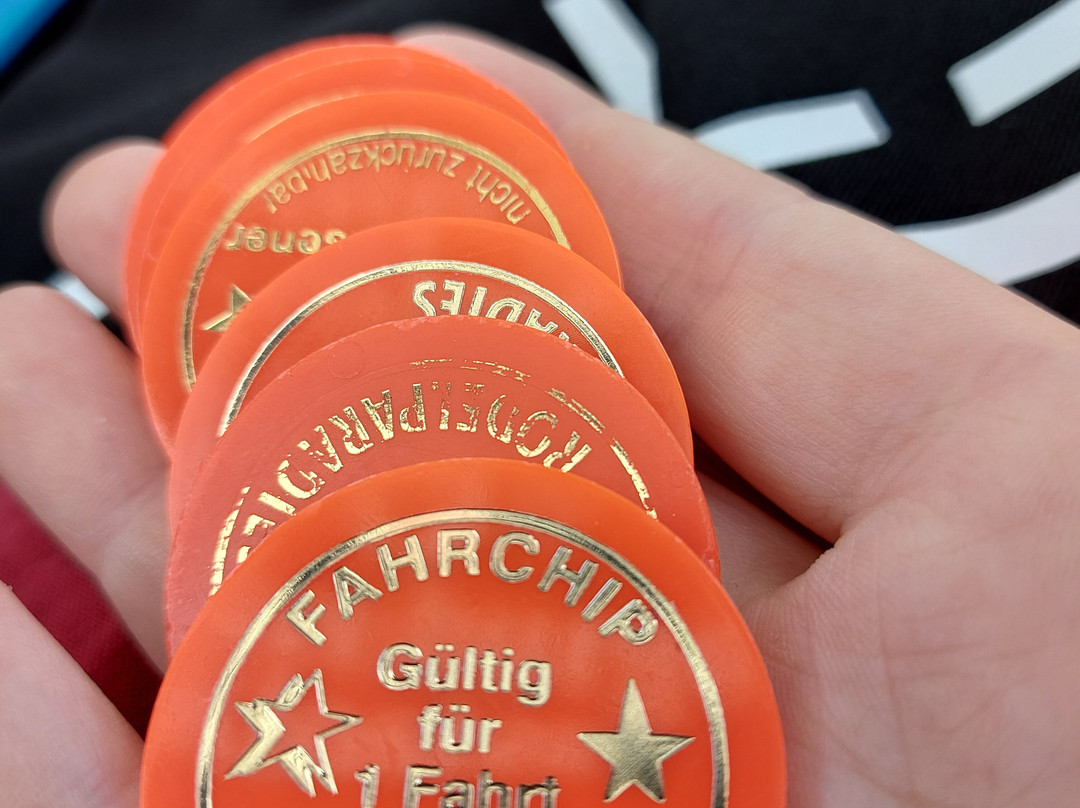 nicht zurückzahlbar
RODELPARADIES
FAHRCHIP
Gültig
für
1 Fahrt